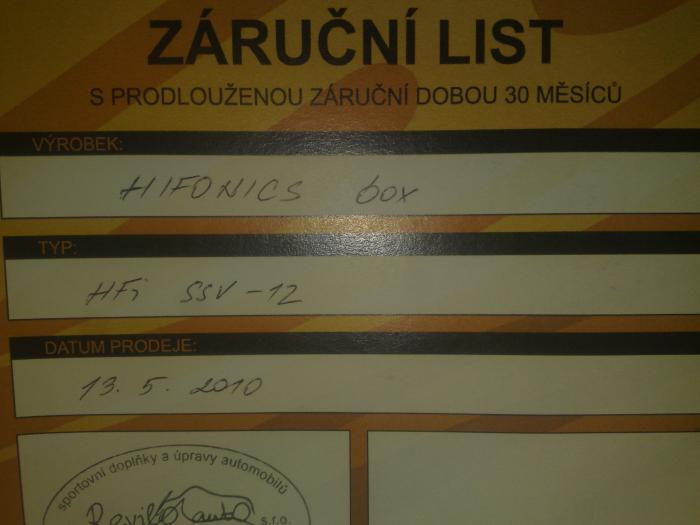 ZÁRUČNÍ LIST
S PRODLOUŽENOU ZÁRUČNÍ DOBOU 30 MĚSÍCŮ
VÝROBEK:
HIFONICS box
TYP:
HFi SSV-12
DATUM PRODEJE:
13. 5. 2010
sportovní doplňky a úpravy automobilů
auto s.r.o.